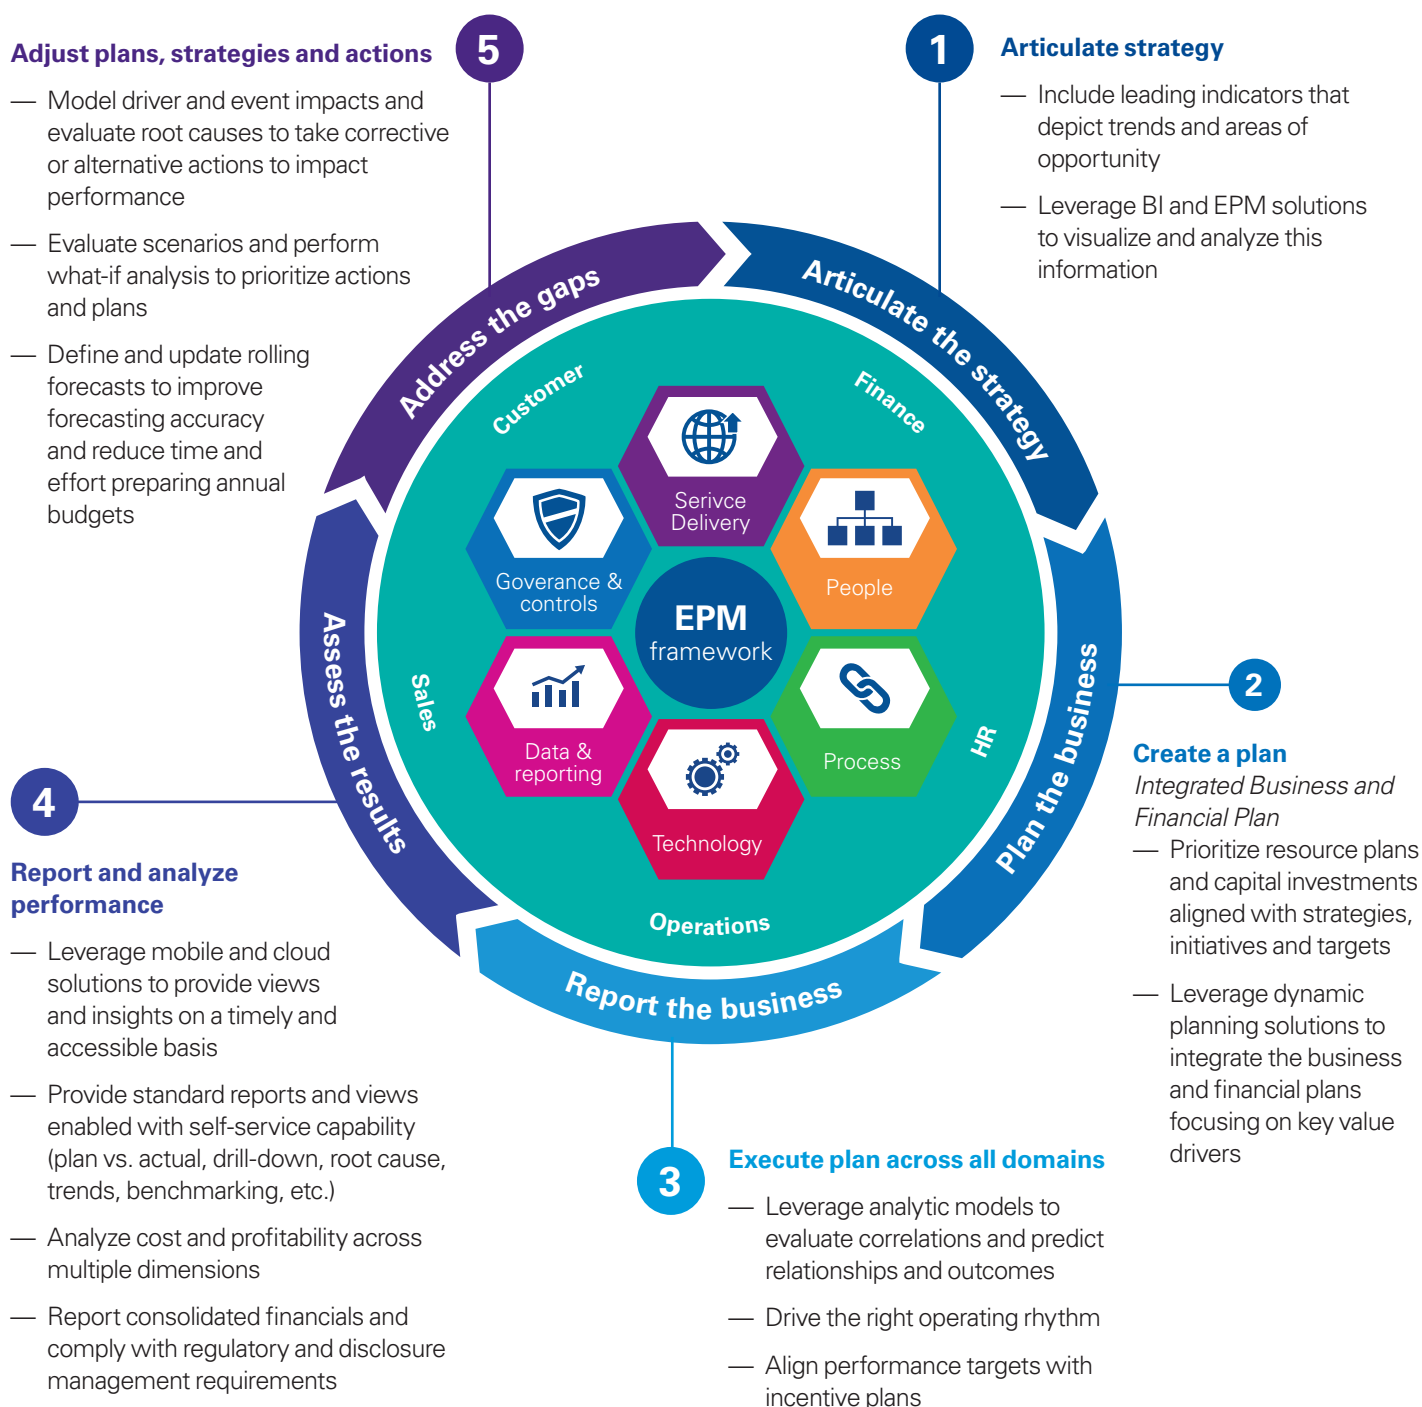 5
Adjust plans, strategies and actions
— Model driver and event impacts and
evaluate root causes to take corrective
or alternative actions to impact
performance
— Evaluate scenarios and perform
what-if analysis to prioritize actions
and plans
— Define and update rolling
forecasts to improve
forecasting accuracy
and reduce time and
effort preparing annual
budgets
1
Articulate strategy
— Include leading indicators that
depict trends and areas of
opportunity
— Leverage BI and EPM solutions
to visualize and analyze this
information
Address the gaps
Articulate the strategy
Plan the business
Report the business
Assess the results
Customer
Finance
HR
Operations
Sales
Serivce
Delivery
People
Process
Technology
Data &
reporting
Goverance &
controls
EPM
framework
2
Create a plan
Integrated Business and
Financial Plan
— Prioritize resource plans
and capital investments
aligned with strategies,
initiatives and targets
— Leverage dynamic
planning solutions to
integrate the business
and financial plans
focusing on key value
drivers
4
Report and analyze
performance
— Leverage mobile and cloud
solutions to provide views
and insights on a timely and
accessible basis
— Provide standard reports and views
enabled with self-service capability
(plan vs. actual, drill-down, root cause,
trends, benchmarking, etc.)
— Analyze cost and profitability across
multiple dimensions
— Report consolidated financials and
comply with regulatory and disclosure
management requirements
3
Execute plan across all domains
— Leverage analytic models to
evaluate correlations and predict
relationships and outcomes
— Drive the right operating rhythm
— Align performance targets with
incentive plans